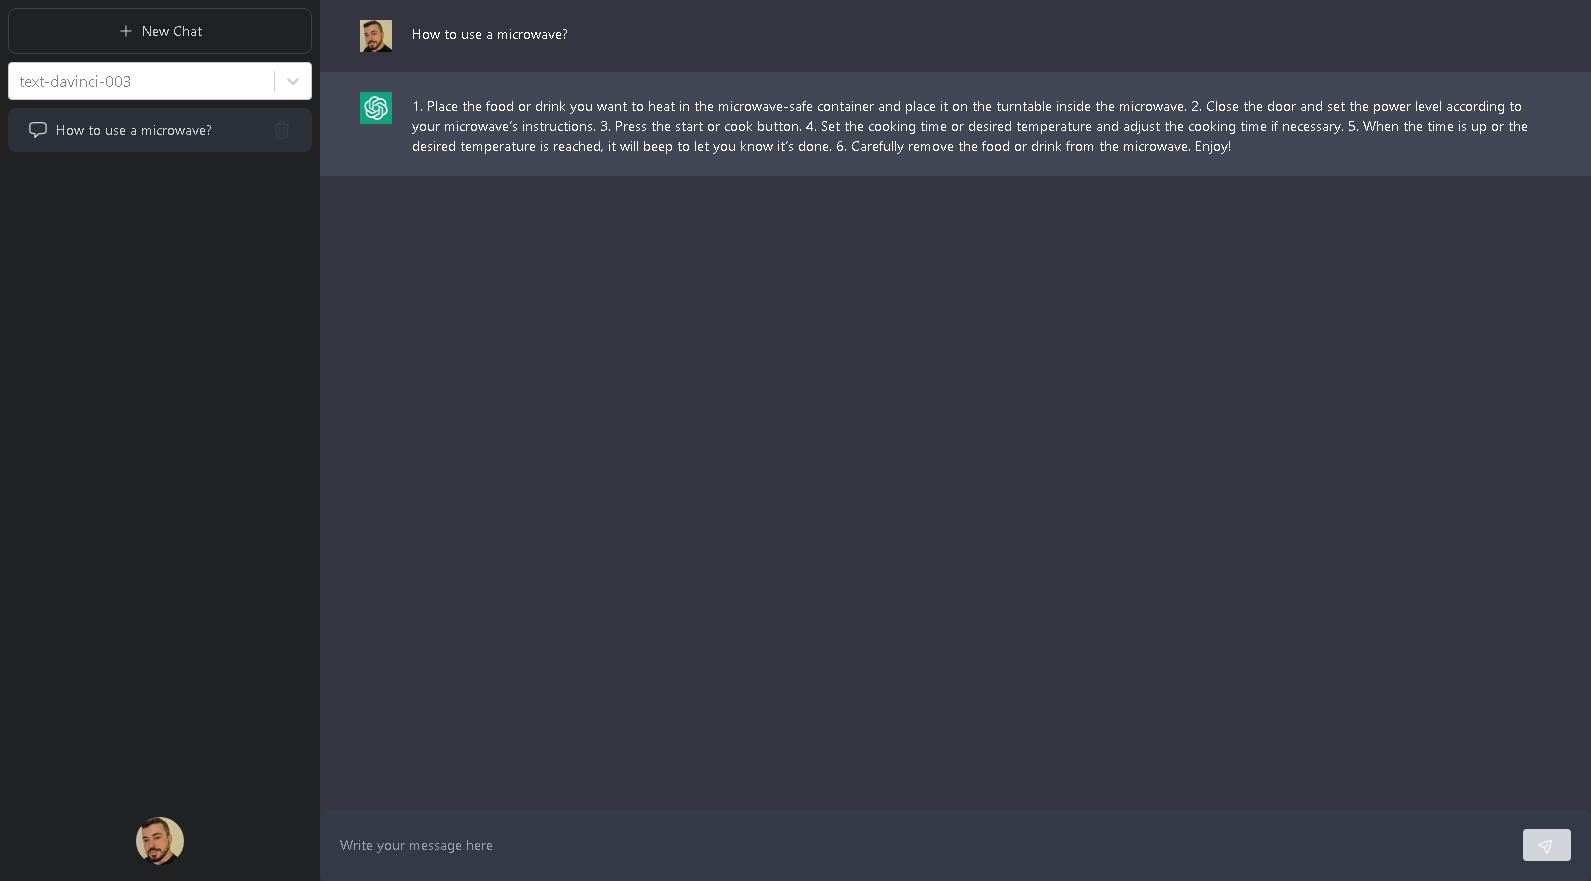 New Chat
text-davinci-003
How to use a microwave?
How to use a microwave?
1. Place the food or drink you want to heat in the microwave-safe container and place it on the turntable inside the microwave. 2. Close the door and set the power level according to
your microwave's instructions. 3. Press the start or cook button. 4. Set the cooking time or desired temperature and adjust the cooking time if necessary. 5. When the time is up or the
desired temperature is reached, it will beep to let you know it's done. 6. Carefully remove the food or drink from the microwave. Enjoy!
Write your message here